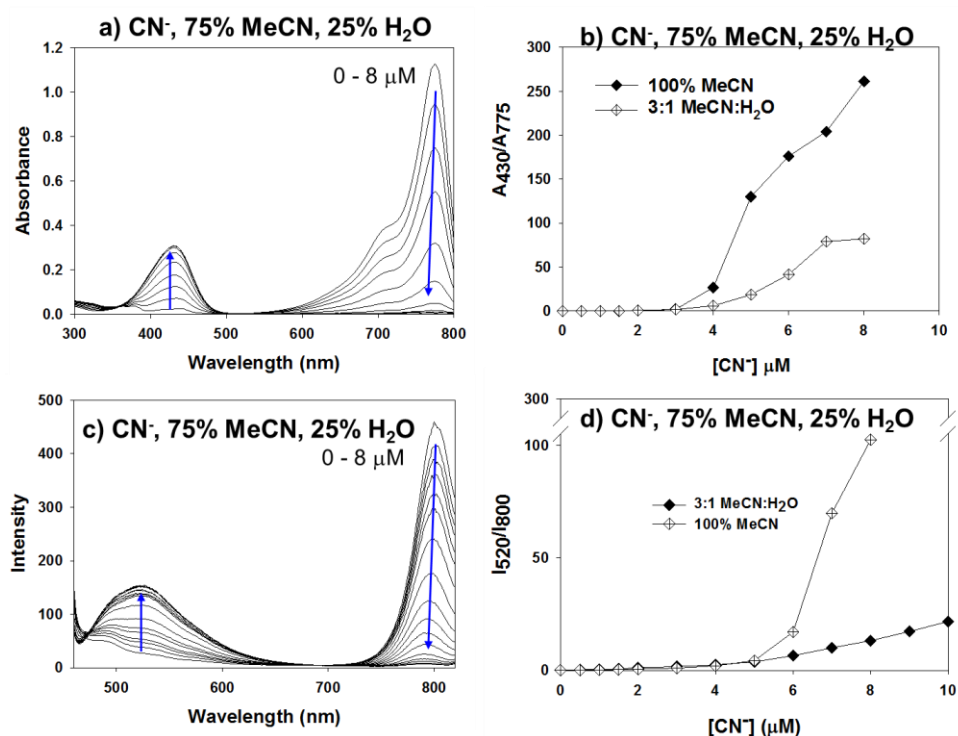 a) CN⁻, 75% MeCN, 25% H₂O
0 - 8 μM
Absorbance
1.2
1.0
0.8
0.6
0.4
0.2
0.0
300 400 500 600 700 800
Wavelength (nm)
b) CN⁻, 75% MeCN, 25% H₂O
100% MeCN
3:1 MeCN:H₂O
A₄₃₀/A₇₇₅
300
250
200
150
100
50
0
0 2 4 6 8 10
[CN⁻] μM
c) CN⁻, 75% MeCN, 25% H₂O
0 - 8 μM
Intensity
500
400
300
200
100
0
500 600 700 800
Wavelength (nm)
d) CN⁻, 75% MeCN, 25% H₂O
3:1 MeCN:H₂O
100% MeCN
I₅₂₀/I₈₀₀
300
100
50
0
0 2 4 6 8 10
[CN⁻] (μM)